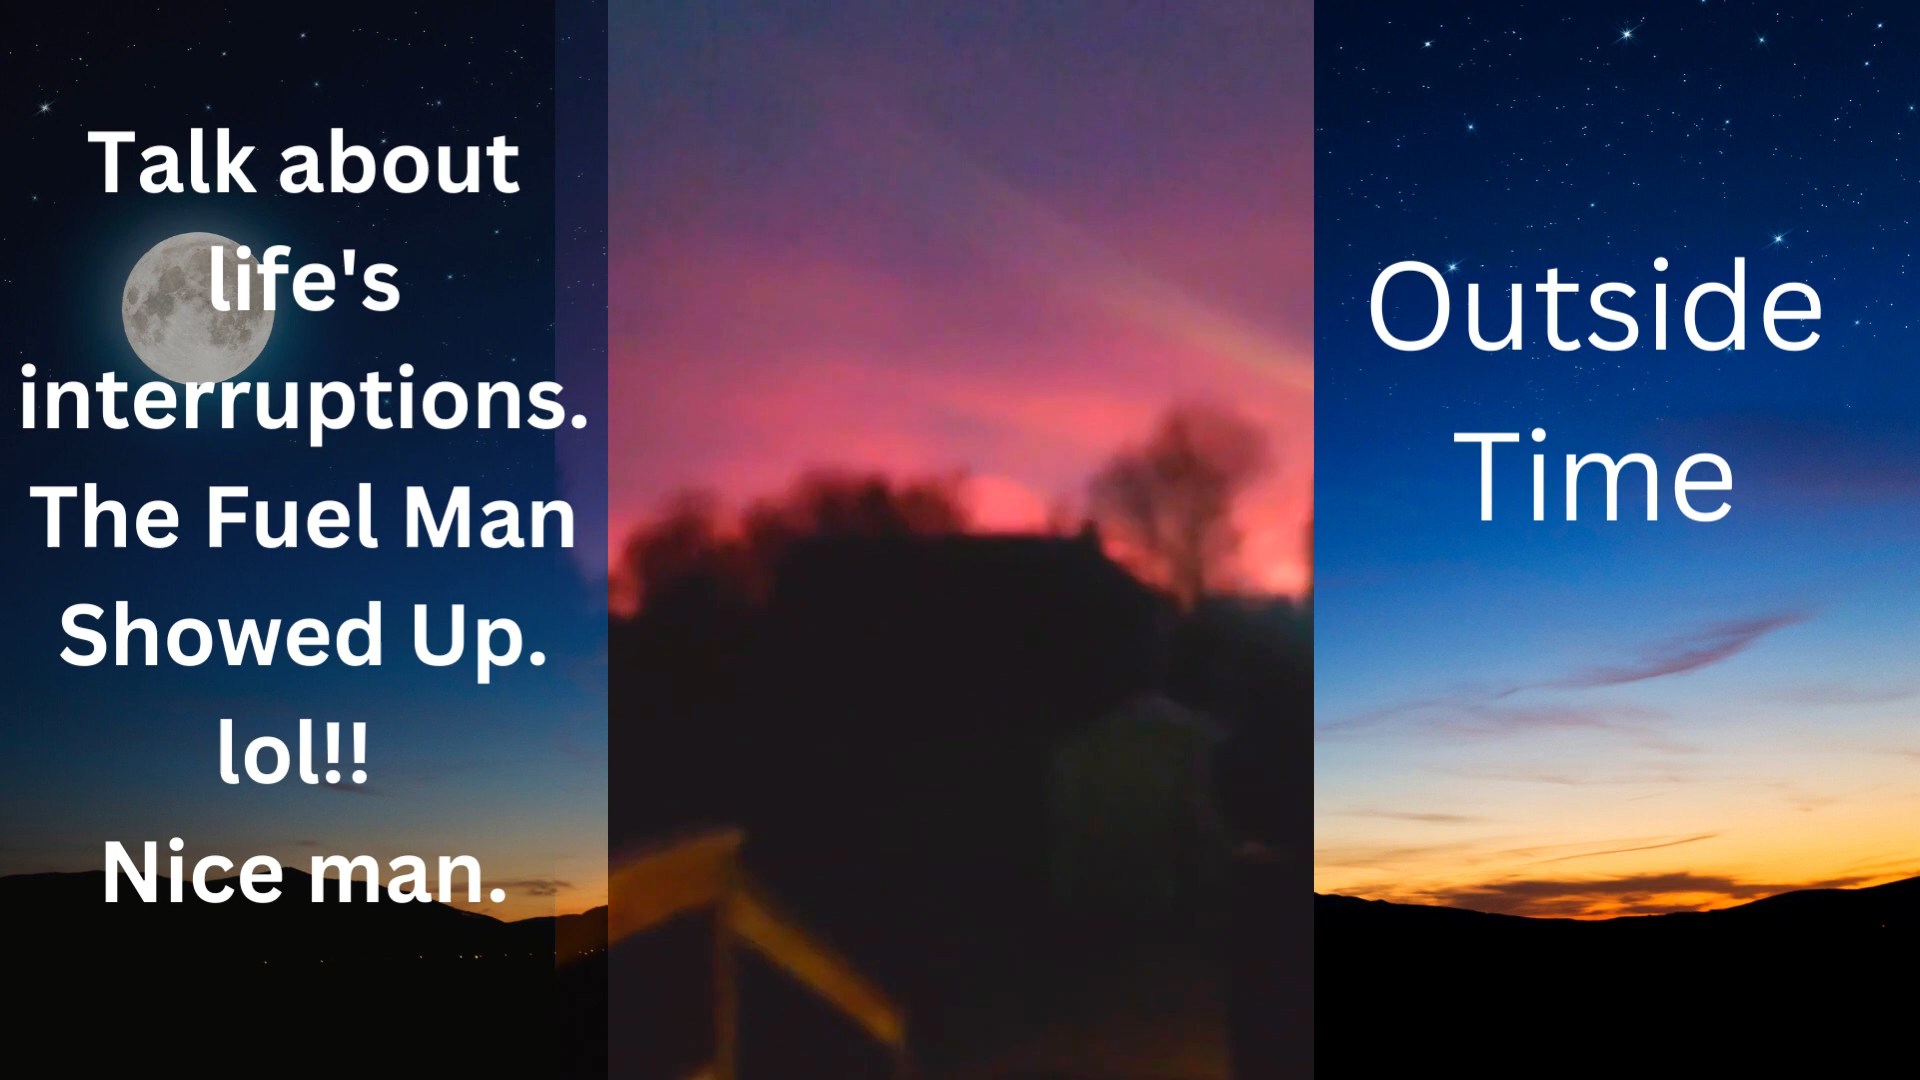 Talk about
life's
interruptions.
The Fuel Man
Showed Up.
lol!!
Nice man.
Outside
Time